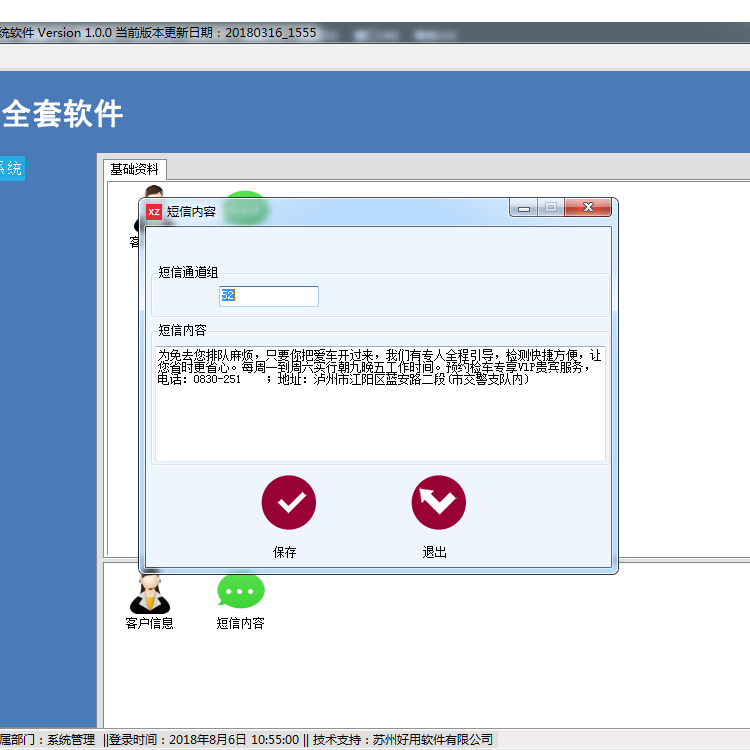 统软件 Version 1.0.0 当前版本更新日期：20180316_1555
全套软件
系统
基础资料
XZ 短信内容
短信通道组
52
短信内容
为免去您排队麻烦，只要你把爱车开过来，我们有专人全程引导，检测快捷方便，让
您省时更省心。每周一到周六实行朝九晚五工作时间。预约检车专享VIP贵宾服务，
电话：0830-251    ；地址：泸州市江阳区蓝安路二段(市交警支队内)
保存
退出
客户信息
短信内容
属部门：系统管理 ||登录时间：2018年8月6日 10:55:00 || 技术支持：苏州好用软件有限公司